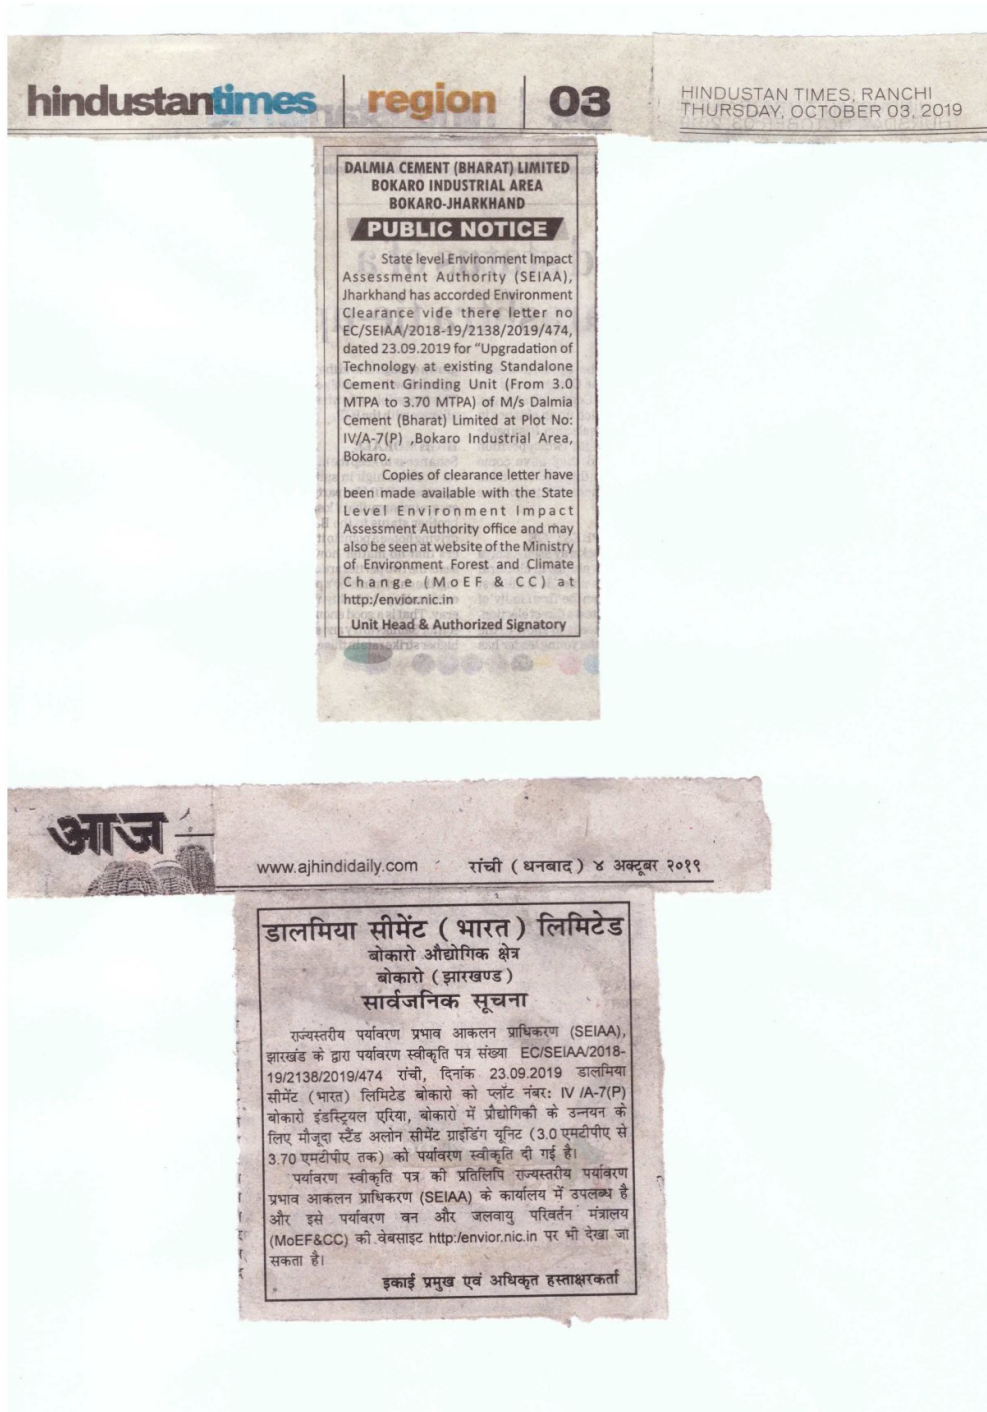 hindustantimes region 03
HINDUSTAN TIMES, RANCHI
THURSDAY, OCTOBER 03, 2019
DALMIA CEMENT (BHARAT) LIMITED
BOKARO INDUSTRIAL AREA
BOKARO-JHARKHAND
PUBLIC NOTICE
State level Environment Impact
Assessment Authority (SEIAA),
Jharkhand has accorded Environment
Clearance vide there letter no
EC/SEIAA/2018-19/2138/2019/474,
dated 23.09.2019 for "Upgradation of
Technology at existing Standalone
Cement Grinding Unit (From 3.0
MTPA to 3.70 MTPA) of M/s Dalmia
Cement (Bharat) Limited at Plot No:
IV/A-7(P) ,Bokaro Industrial Area,
Bokaro.
Copies of clearance letter have
been made available with the State
Level Environment Impact
Assessment Authority office and may
also be seen at website of the Ministry
of Environment Forest and Climate
Change (MoEF & CC) at
http:/envior.nic.in
Unit Head & Authorized Signatory
आज
www.ajhindidaily.com रांची ( धनबाद ) ४ अक्टूबर २०१९
डालमिया सीमेंट ( भारत ) लिमिटेड
बोकारो औद्योगिक क्षेत्र
बोकारो ( झारखण्ड )
सार्वजनिक सूचना
राज्यस्तरीय पर्यावरण प्रभाव आकलन प्राधिकरण (SEIAA),
झारखंड के द्वारा पर्यावरण स्वीकृति पत्र संख्या EC/SEIAA/2018-
19/2138/2019/474 रांची, दिनांक 23.09.2019 डालमिया
सीमेंट (भारत) लिमिटेड बोकारो को प्लॉट नंबर: IV /A-7(P)
बोकारो इंडस्ट्रियल एरिया, बोकारो में प्रौद्योगिकी के उन्नयन के
लिए मौजूदा स्टैंड अलोन सीमेंट ग्राइंडिंग यूनिट (3.0 एमटीपीए से
3.70 एमटीपीए तक) को पर्यावरण स्वीकृति दी गई है।
पर्यावरण स्वीकृति पत्र की प्रतिलिपि राज्यस्तरीय पर्यावरण
प्रभाव आकलन प्राधिकरण (SEIAA) के कार्यालय में उपलब्ध है
और इसे पर्यावरण वन और जलवायु परिवर्तन मंत्रालय
(MoEF&CC) की वेबसाइट http:/envior.nic.in पर भी देखा जा
सकता है।
इकाई प्रमुख एवं अधिकृत हस्ताक्षरकर्ता